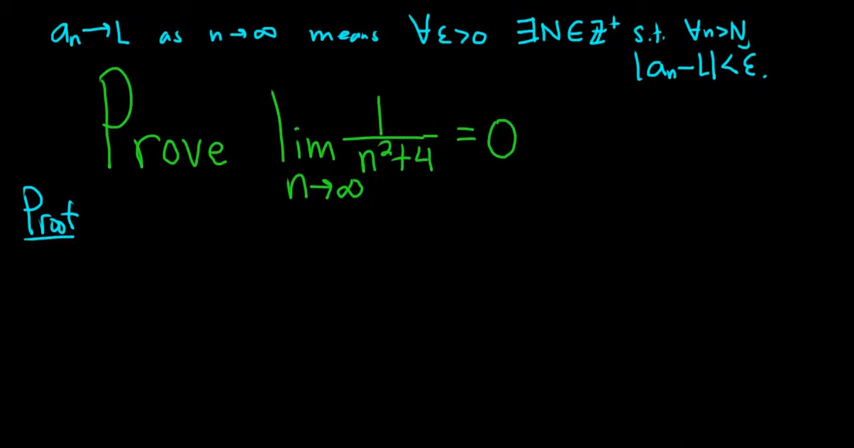 aₙ → L as n → ∞ means ∀ε>0 ∃N∈ℤ⁺ s.t. ∀n>N,
|aₙ-L|<ε.
Prove lim n→∞ 1/(n²+4) = 0
Proof